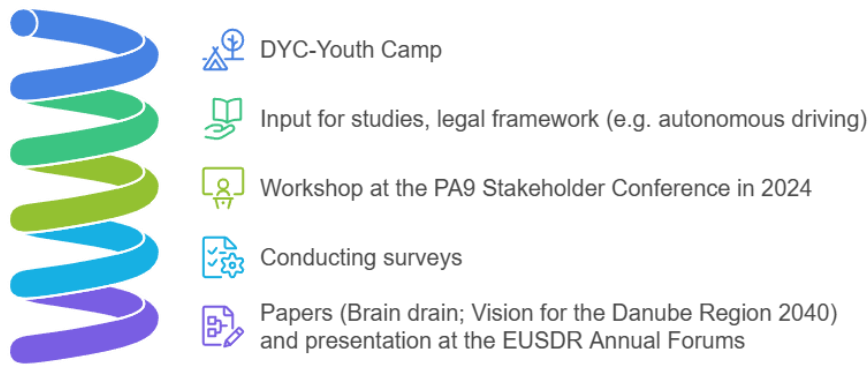 DYC-Youth Camp
Input for studies, legal framework (e.g. autonomous driving)
Workshop at the PA9 Stakeholder Conference in 2024
Conducting surveys
Papers (Brain drain; Vision for the Danube Region 2040)
and presentation at the EUSDR Annual Forums